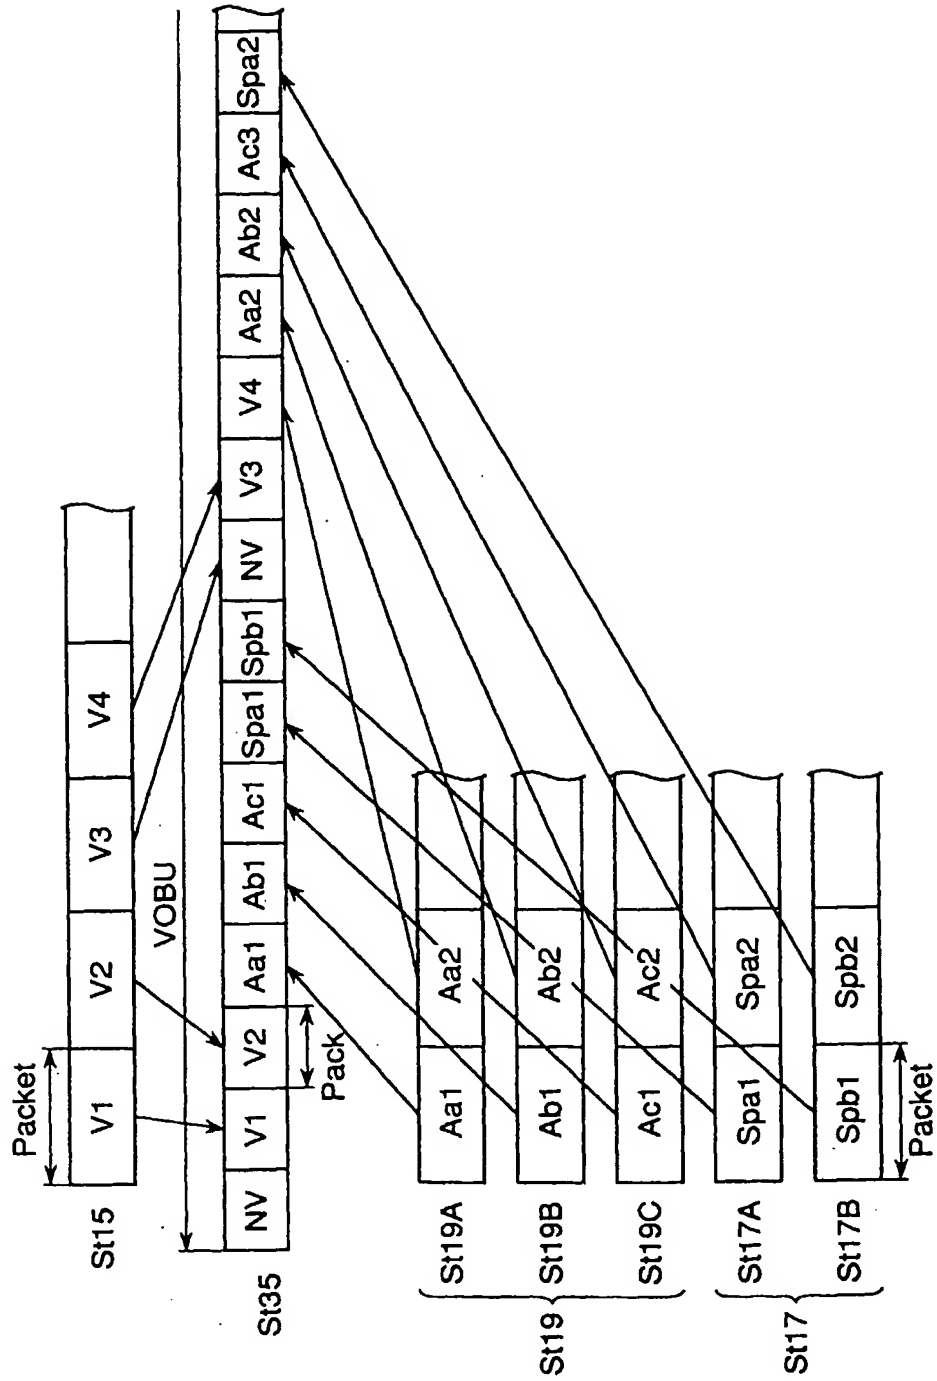 Packet
St15 V1 V2 V3 V4
VOBU
St35 NV V1 V2 Aa1 Ab1 Ac1 Spa1 Spb1 NV V3 V4 Aa2 Ab2 Ac3 Spa2
Pack
St19
St19A Aa1 Aa2
St19B Ab1 Ab2
St19C Ac1 Ac2
St17
St17A Spa1 Spa2
St17B Spb1 Spb2
Packet